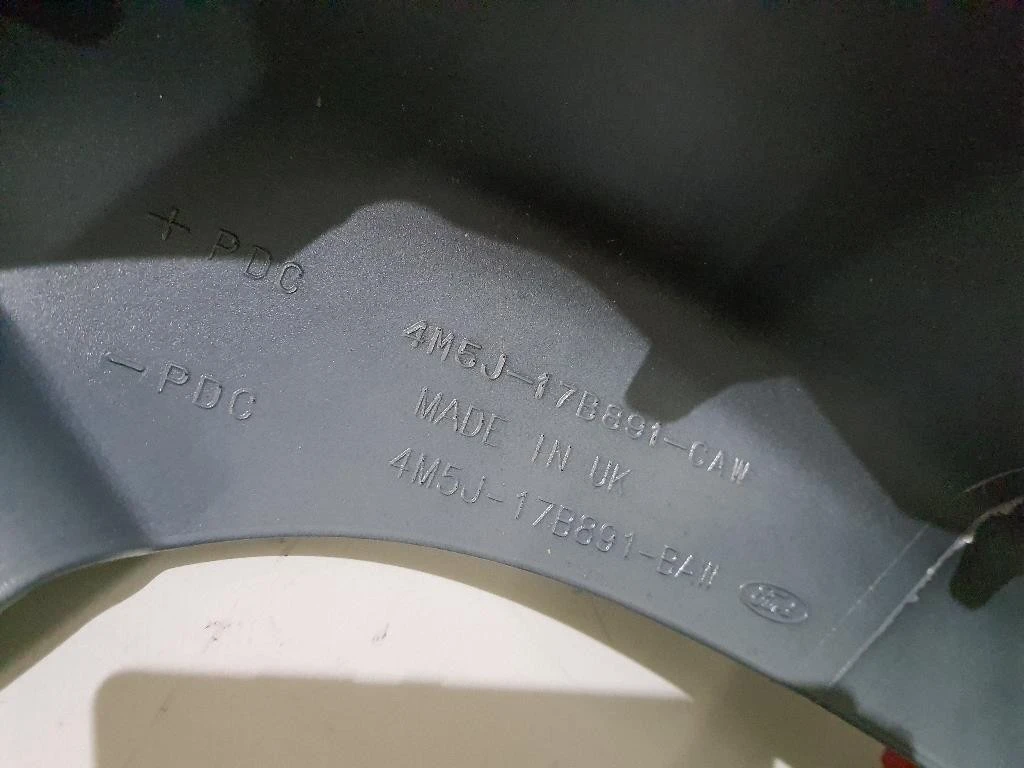 + PDC
- PDC
4M5J-17B891-CAW
MADE IN UK
4M5J-17B891-BAW
Ford